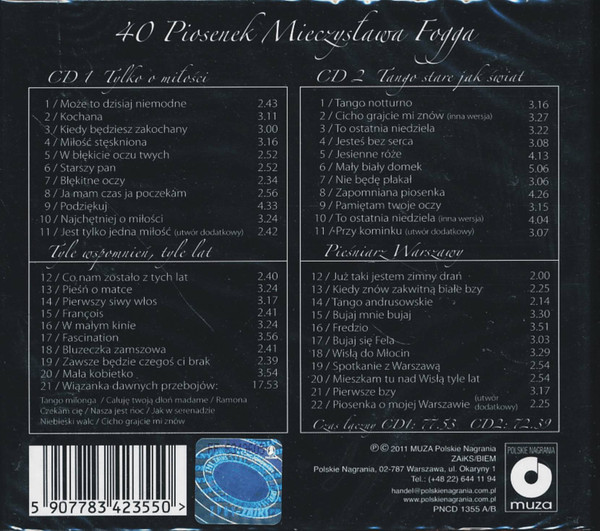 40 Piosenek Mieczysława Fogga
CD 1 Tylko o miłości
1 / Może to dzisiaj niemodne 2.43
2 / Kochana 3.11
3 / Kiedy będziesz zakochany 3.00
4 / Miłość stęskniona 3.16
5 / W błękicie oczu twych 2.52
6 / Starszy pan 2.52
7 / Błękitne oczy 2.34
8 / Ja mam czas ja poczekám 2.56
9 / Podziękuj 4.33
10 / Najchętniej o miłości 3.24
11 / Jest tylko jedna miłość (utwór dodatkowy) 2.42
Tyle wspomnień, tyle lat
12 / Co nam zostało z tych lat 2.40
13 / Pieśń o matce 3.24
14 / Pierwszy siwy włos 3.17
15 / François 2.41
16 / W małym kinie 3.24
17 / Fascination 3.56
18 / Bluzeczka zamszowa 2.41
19 / Zawsze będzie czegoś ci brak 2.39
20 / Mała kobietko 3.54
21 / Wiązanka dawnych przebojów: 17.53
Tango milonga / Całuję twoją dłoń madame / Ramona
Czekam cię / Nasza jest noc / Jak w serenadzie
Niebieski walc / Cicho grajcie mi znów
CD 2 Tango stare jak świat
1 / Tango notturno 3.16
2 / Cicho grajcie mi znów (inna wersja) 3.27
3 / To ostatnia niedziela 3.22
4 / Jesteś bez serca 3.08
5 / Jesienne róże 4.13
6 / Mały biały domek 5.06
7 / Nie będę płakał 3.06
8 / Zapomniana piosenka 4.26
9 / Pamiętam twoje oczy 3.15
10 / To ostatnia niedziela (inna wersja) 4.04
11 / Przy kominku (utwór dodatkowy) 3.07
Pieśniarz Warszawy
12 / Już taki jestem zimny drań 2.00
13 / Kiedy znów zakwitną białe bzy 2.25
14 / Tango andrusowskie 2.14
15 / Bujaj mnie bujaj 3.30
16 / Fredzio 3.51
17 / Bujaj się Fela 3.03
18 / Wisłą do Młocin 3.29
19 / Spotkanie z Warszawą 2.54
20 / Mieszkam tu nad Wisłą tyle lat 2.54
21 / Pierwsze bzy 3.17
22 / Piosenka o mojej Warszawie (utwór dodatkowy) 2.25
Czas łączny CD1: 77.53 CD2: 72.39
5 907783 423550
℗ © 2011 MUZA Polskie Nagrania
ZAiKS/BIEM
Polskie Nagrania, 02-787 Warszawa, ul. Okaryny 1
Tel.: (+48 22) 644 11 94
handel@polskienagrania.com.pl
www.polskienagrania.com.pl
PNCD 1355 A/B
POLSKIE NAGRANIA
muza